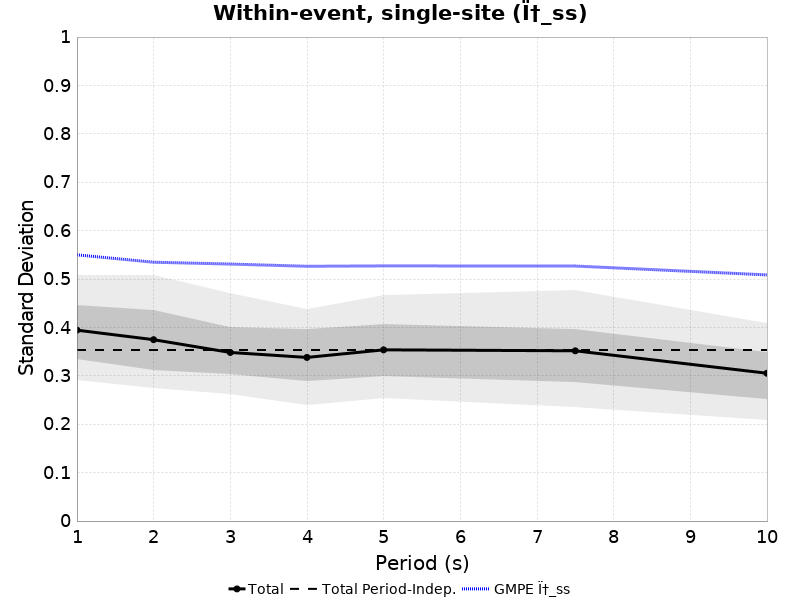 Within-event, single-site (Ï†_ss)
Standard Deviation
1
0.9
0.8
0.7
0.6
0.5
0.4
0.3
0.2
0.1
0
1 2 3 4 5 6 7 8 9 10
Period (s)
Total Total Period-Indep. GMPE Ï†_ss